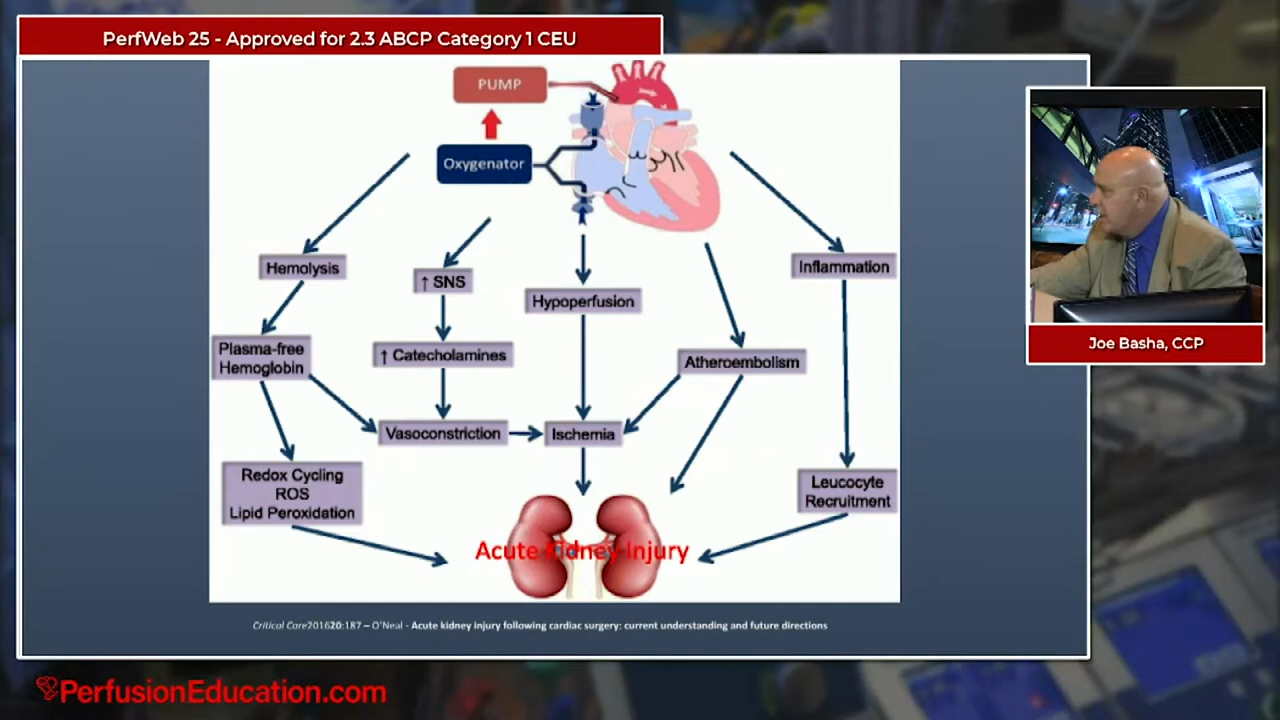 PerfWeb 25 - Approved for 2.3 ABCP Category 1 CEU
PUMP
Oxygenator
Hemolysis
↑ SNS
Hypoperfusion
Inflammation
Plasma-free
Hemoglobin
↑ Catecholamines
Atheroembolism
Vasoconstriction
Ischemia
Redox Cycling
ROS
Lipid Peroxidation
Leucocyte
Recruitment
Acute Kidney Injury
Critical Care201620:187 – O'Neal - Acute kidney injury following cardiac surgery: current understanding and future directions
Joe Basha, CCP
PerfusionEducation.com